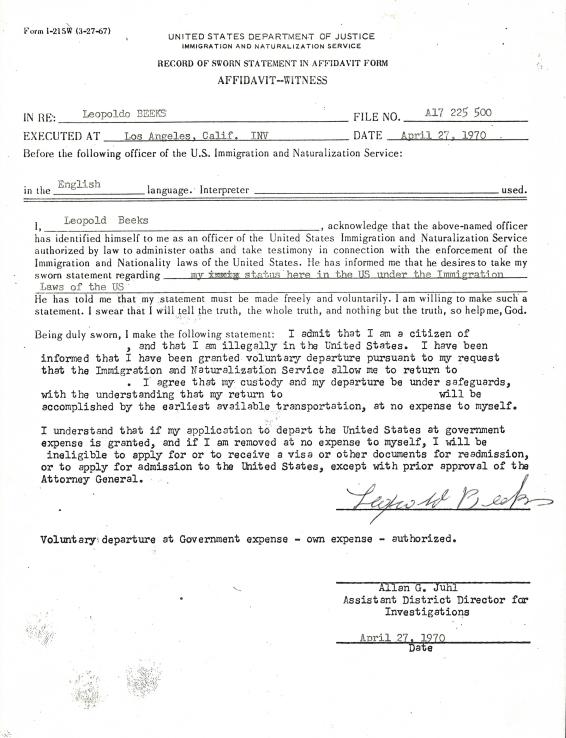 Form I-215W (3-27-67)
UNITED STATES DEPARTMENT OF JUSTICE
IMMIGRATION AND NATURALIZATION SERVICE
RECORD OF SWORN STATEMENT IN AFFIDAVIT FORM
AFFIDAVIT--WITNESS
IN RE: Leopoldo BEEKS FILE NO. A17 225 500
EXECUTED AT Los Angeles, Calif. INV DATE April 27, 1970
Before the following officer of the U.S. Immigration and Naturalization Service:
in the English language. Interpreter used.
I, Leopold Beeks, acknowledge that the above-named officer
has identified himself to me as an officer of the United States Immigration and Naturalization Service
authorized by law to administer oaths and take testimony in connection with the enforcement of the
Immigration and Nationality laws of the United States. He has informed me that he desires to take my
sworn statement regarding my status here in the US under the Immigration
Laws of the US
He has told me that my statement must be made freely and voluntarily. I am willing to make such a
statement. I swear that I will tell the truth, the whole truth, and nothing but the truth, so help me, God.
Being duly sworn, I make the following statement: I admit that I am a citizen of
, and that I am illegally in the United States. I have been
informed that I have been granted voluntary departure pursuant to my request
that the Immigration and Naturalization Service allow me to return to
. I agree that my custody and my departure be under safeguards,
with the understanding that my return to will be
accomplished by the earliest available transportation, at no expense to myself.
I understand that if my application to depart the United States at government
expense is granted, and if I am removed at no expense to myself, I will be
ineligible to apply for or to receive a visa or other documents for readmission,
or to apply for admission to the United States, except with prior approval of the
Attorney General.
Leopold Beeks
Voluntary departure at Government expense - own expense - authorized.
Allan G. Juhl
Assistant District Director for
Investigations
April 27, 1970
Date